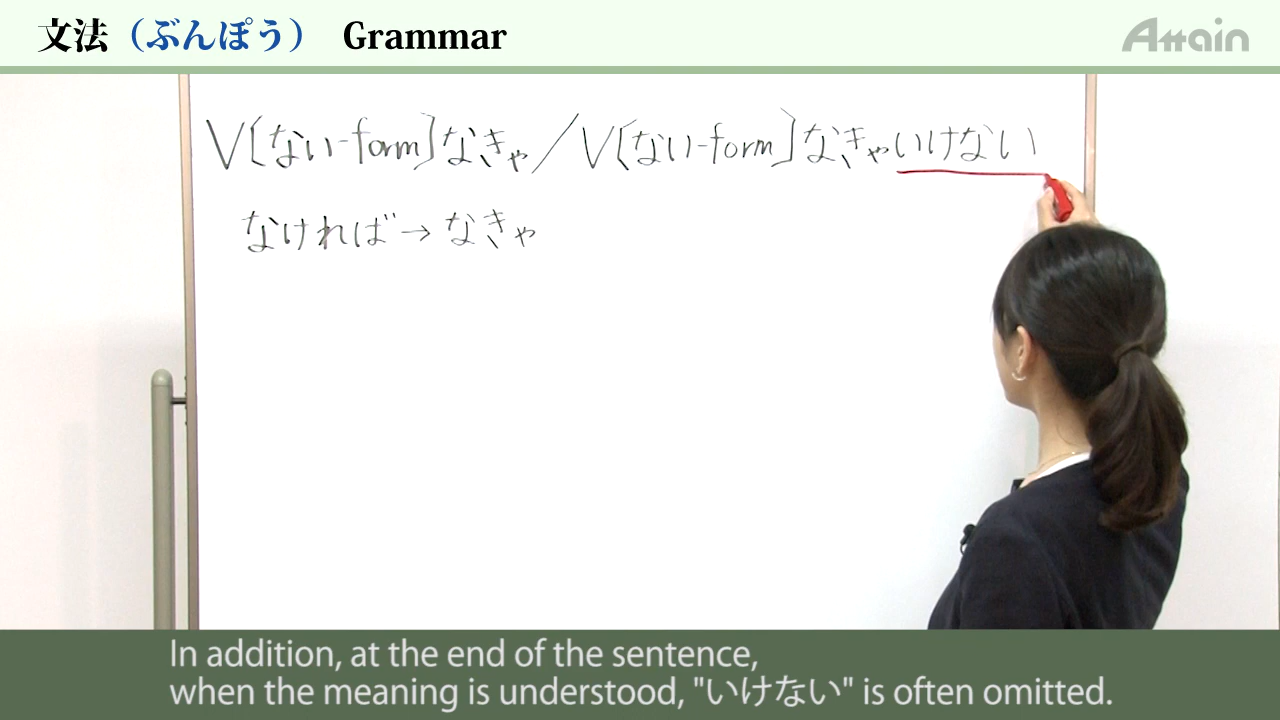 文法（ぶんぽう） Grammar
Attain
V[ない-form]なきゃ/V[ない-form]なきゃいけない
なければ→なきゃ
In addition, at the end of the sentence,
when the meaning is understood, "いけない" is often omitted.